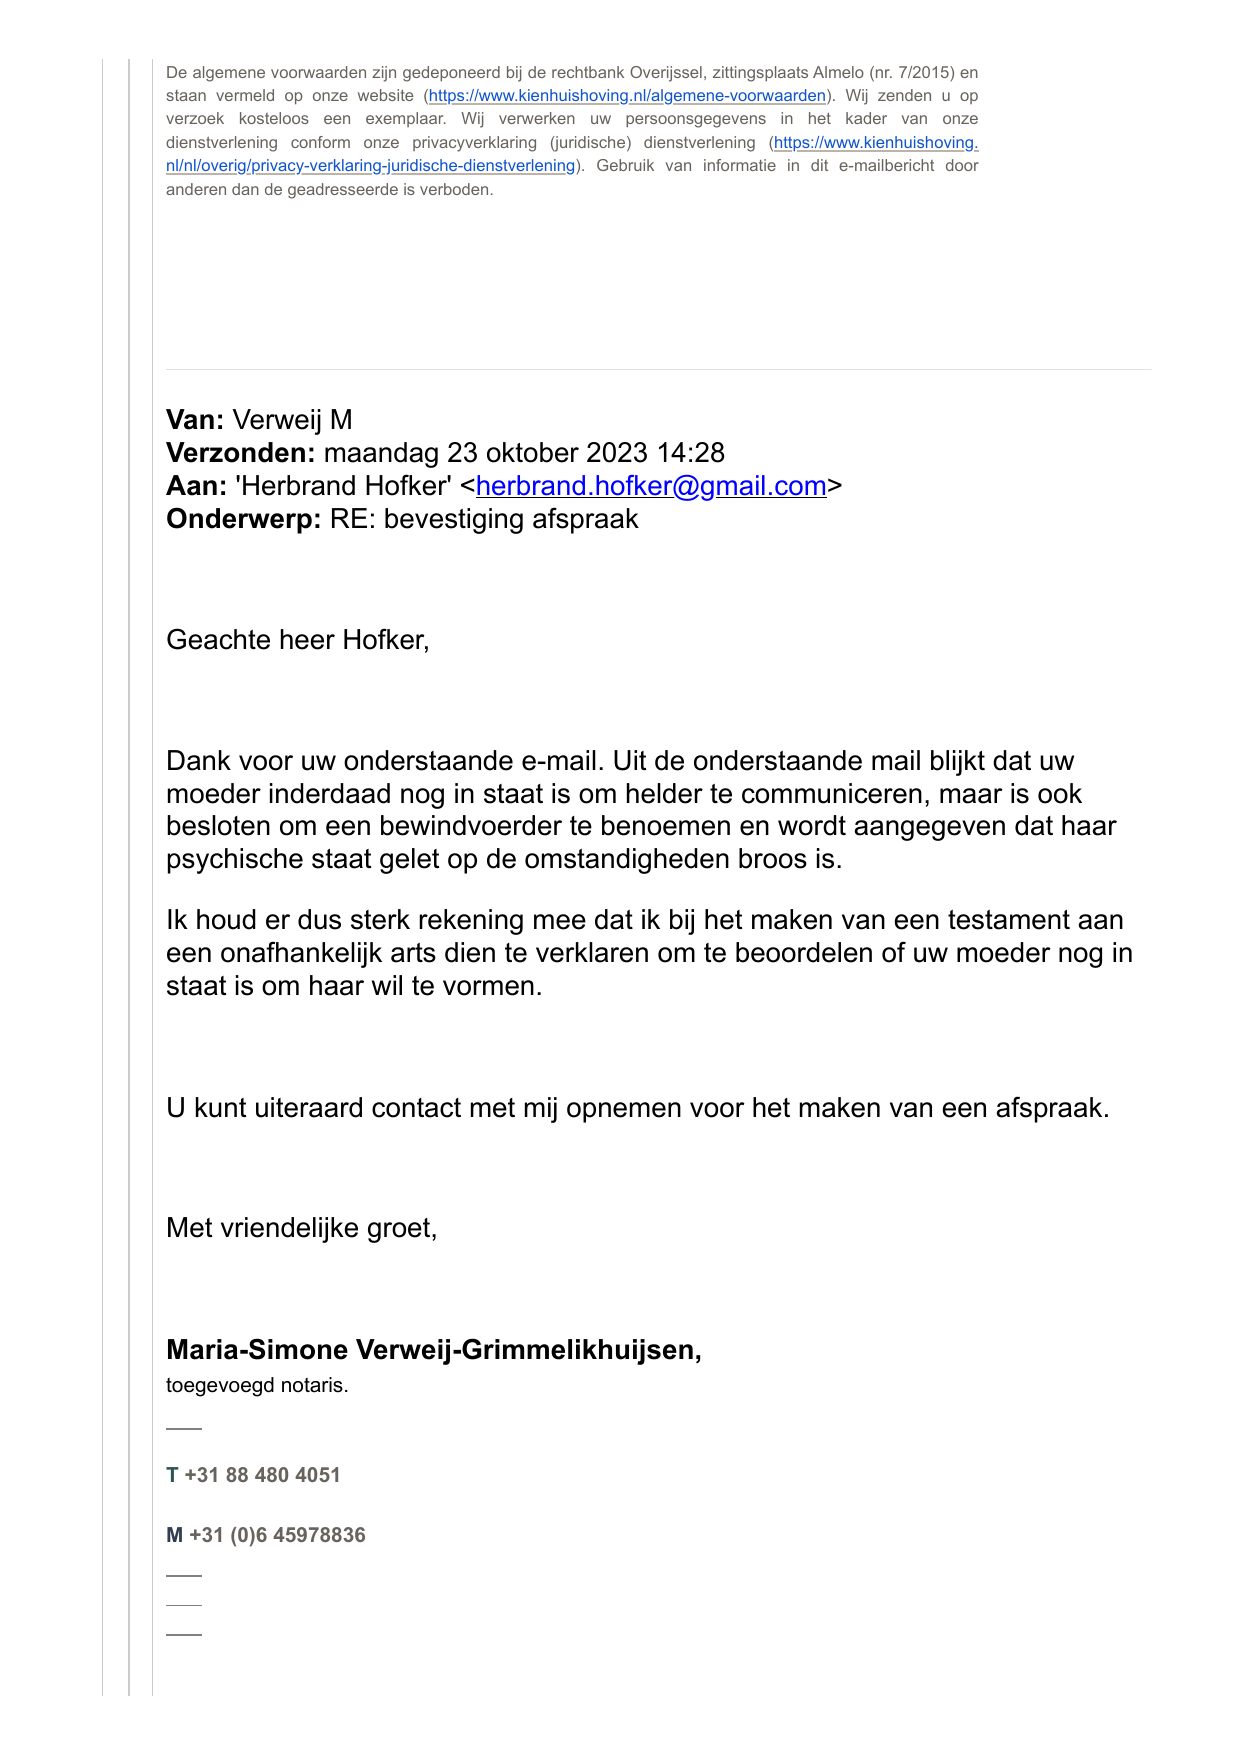 De algemene voorwaarden zijn gedeponeerd bij de rechtbank Overijssel, zittingsplaats Almelo (nr. 7/2015) en
staan vermeld op onze website (https://www.kienhuishoving.nl/algemene-voorwaarden). Wij zenden u op
verzoek kosteloos een exemplaar. Wij verwerken uw persoonsgegevens in het kader van onze
dienstverlening conform onze privacyverklaring (juridische) dienstverlening (https://www.kienhuishoving.
nl/nl/overig/privacy-verklaring-juridische-dienstverlening). Gebruik van informatie in dit e-mailbericht door
anderen dan de geadresseerde is verboden.
Van: Verweij M
Verzonden: maandag 23 oktober 2023 14:28
Aan: 'Herbrand Hofker' <herbrand.hofker@gmail.com>
Onderwerp: RE: bevestiging afspraak
Geachte heer Hofker,
Dank voor uw onderstaande e-mail. Uit de onderstaande mail blijkt dat uw
moeder inderdaad nog in staat is om helder te communiceren, maar is ook
besloten om een bewindvoerder te benoemen en wordt aangegeven dat haar
psychische staat gelet op de omstandigheden broos is.
Ik houd er dus sterk rekening mee dat ik bij het maken van een testament aan
een onafhankelijk arts dien te verklaren om te beoordelen of uw moeder nog in
staat is om haar wil te vormen.
U kunt uiteraard contact met mij opnemen voor het maken van een afspraak.
Met vriendelijke groet,
Maria-Simone Verweij-Grimmelikhuijsen,
toegevoegd notaris.
T +31 88 480 4051
M +31 (0)6 45978836